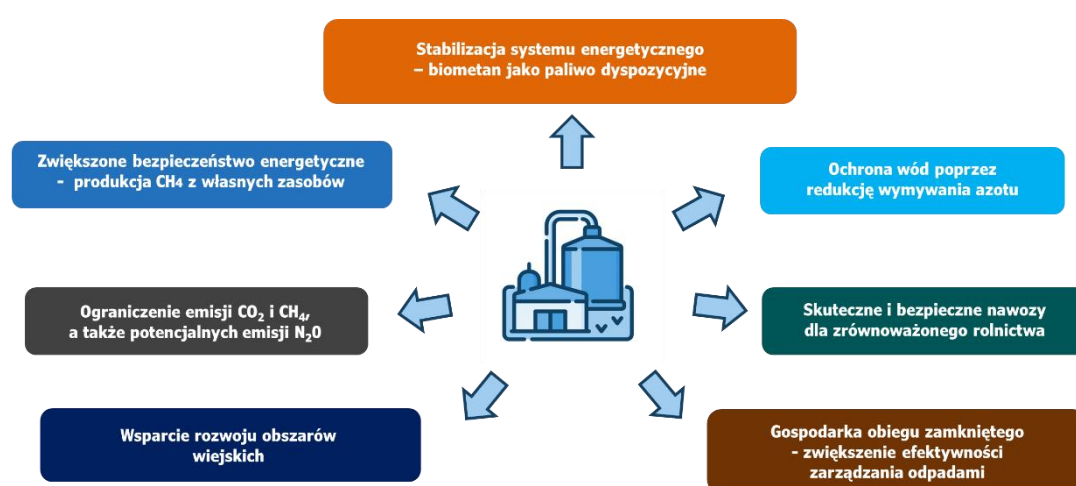 Stabilizacja systemu energetycznego
– biometan jako paliwo dyspozycyjne
Zwiększone bezpieczeństwo energetyczne
- produkcja CH4 z własnych zasobów
Ochrona wód poprzez
redukcję wymywania azotu
Ograniczenie emisji CO₂ i CH₄,
a także potencjalnych emisji N₂0
Skuteczne i bezpieczne nawozy
dla zrównoważonego rolnictwa
Wsparcie rozwoju obszarów
wiejskich
Gospodarka obiegu zamkniętego
- zwiększenie efektywności
zarządzania odpadami